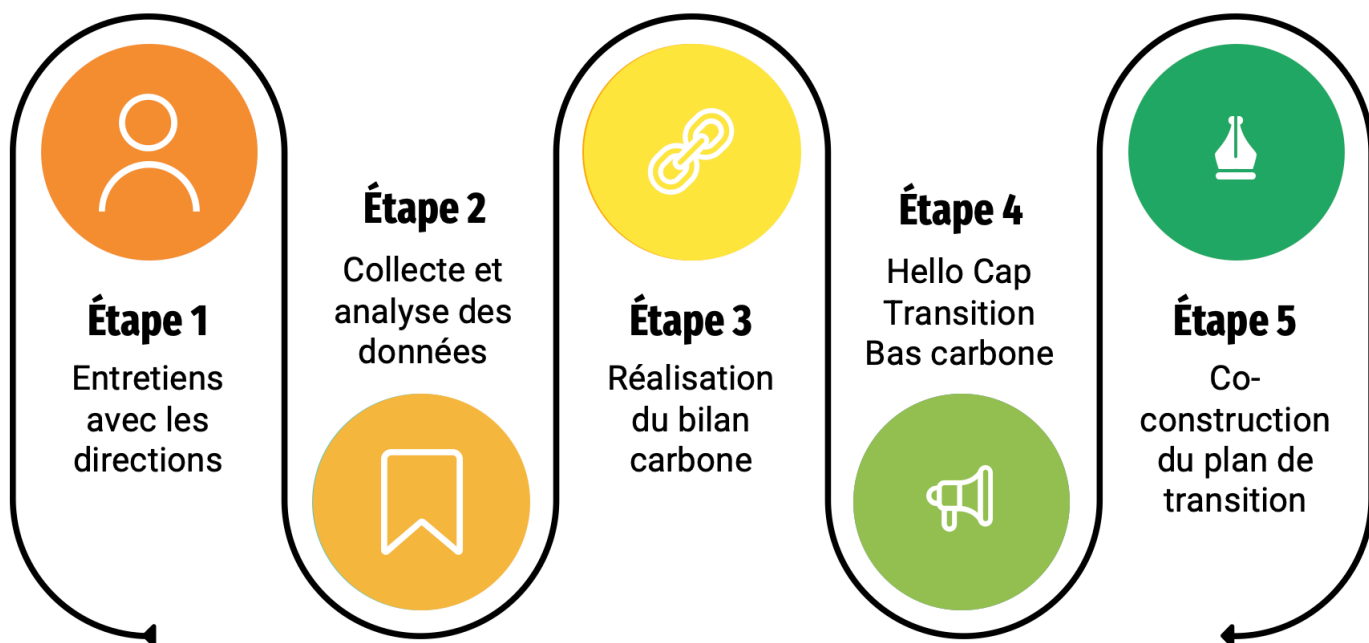 Étape 1
Entretiens
avec les
directions
Étape 2
Collecte et
analyse des
données
Étape 3
Réalisation
du bilan
carbone
Étape 4
Hello Cap
Transition
Bas carbone
Étape 5
Co-
construction
du plan de
transition